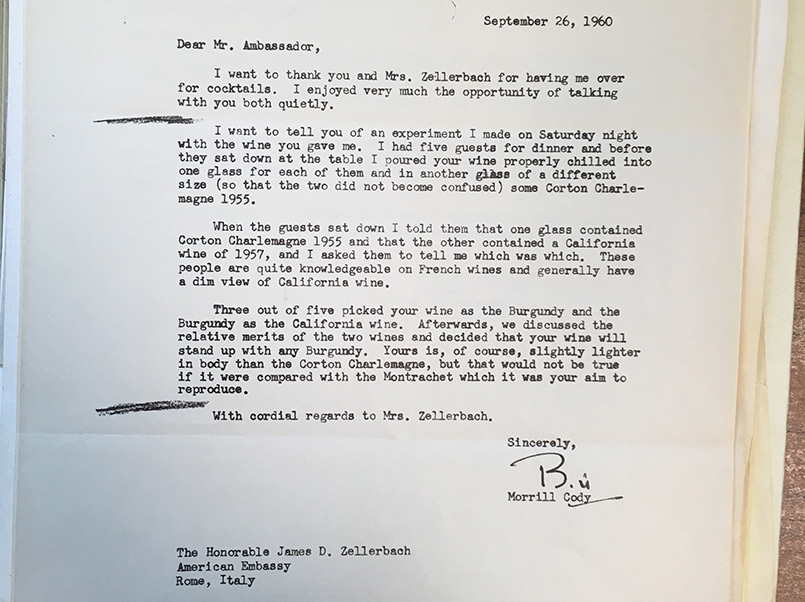 September 26, 1960
Dear Mr. Ambassador,
I want to thank you and Mrs. Zellerbach for having me over
for cocktails. I enjoyed very much the opportunity of talking
with you both quietly.
I want to tell you of an experiment I made on Saturday night
with the wine you gave me. I had five guests for dinner and before
they sat down at the table I poured your wine properly chilled into
one glass for each of them and in another glass of a different
size (so that the two did not become confused) some Corton Charle-
magne 1955.
When the guests sat down I told them that one glass contained
Corton Charlemagne 1955 and that the other contained a California
wine of 1957, and I asked them to tell me which was which. These
people are quite knowledgeable on French wines and generally have
a dim view of California wine.
Three out of five picked your wine as the Burgundy and the
Burgundy as the California wine. Afterwards, we discussed the
relative merits of the two wines and decided that your wine will
stand up with any Burgundy. Yours is, of course, slightly lighter
in body than the Corton Charlemagne, but that would not be true
if it were compared with the Montrachet which it was your aim to
reproduce.
With cordial regards to Mrs. Zellerbach.
Sincerely,
Morrill Cody
The Honorable James D. Zellerbach
American Embassy
Rome, Italy